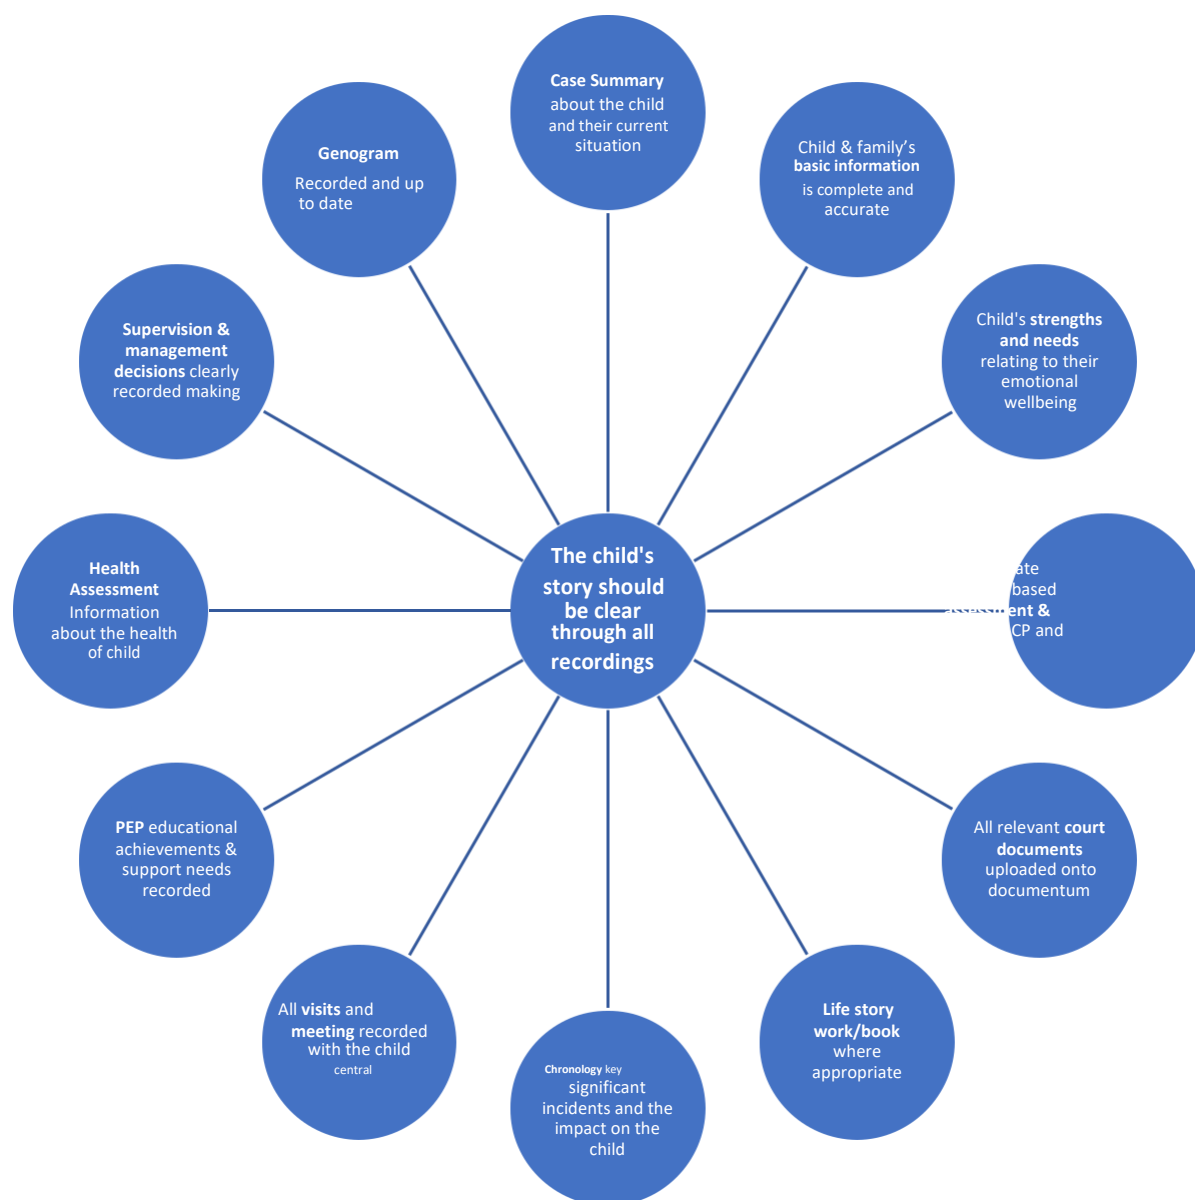 Case Summary
about the child
and their current
situation
Child & family's
basic information
is complete and
accurate
Child's strengths
and needs
relating to their
emotional
wellbeing
based
assessment &
CP and
All relevant court
documents
uploaded onto
documentum
Life story
work/book
where
appropriate
Chronology key
significant
incidents and the
impact on the
child
All visits and
meeting recorded
with the child
central
PEP educational
achievements &
support needs
recorded
Health
Assessment
Information
about the health
of child
Supervision &
management
decisions clearly
recorded making
Genogram
Recorded and up
to date
The child's
story should
be clear
through all
recordings